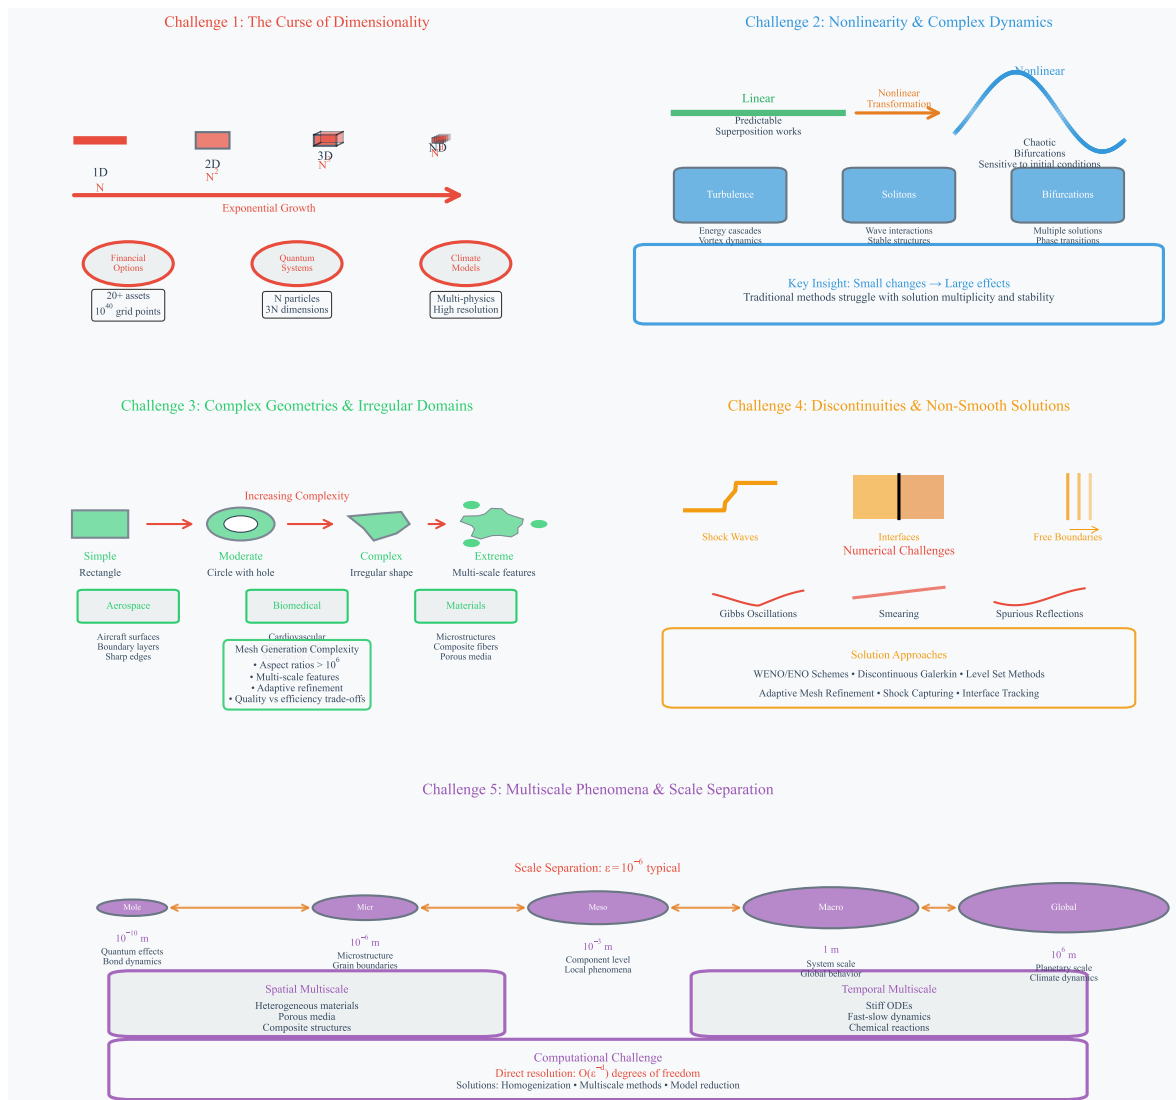 Challenge 1: The Curse of Dimensionality
1D
N
2D
N²
3D
N³
ND
Exponential Growth
Financial
Options
20+ assets
10⁴⁰ grid points
Quantum
Systems
N particles
3N dimensions
Climate
Models
Multi-physics
High resolution
Challenge 2: Nonlinearity & Complex Dynamics
Linear
Predictable
Superposition works
Nonlinear
Transformation
Nonlinear
Chaotic
Bifurcations
Sensitive to initial conditions
Turbulence
Energy cascades
Vortex dynamics
Solitons
Wave interactions
Stable structures
Bifurcations
Multiple solutions
Phase transitions
Key Insight: Small changes → Large effects
Traditional methods struggle with solution multiplicity and stability
Challenge 3: Complex Geometries & Irregular Domains
Increasing Complexity
Simple
Rectangle
Moderate
Circle with hole
Complex
Irregular shape
Extreme
Multi-scale features
Aerospace
Aircraft surfaces
Boundary layers
Sharp edges
Biomedical
Cardiovascular
Materials
Microstructures
Composite fibers
Porous media
Mesh Generation Complexity
• Aspect ratios > 10⁶
• Multi-scale features
• Adaptive refinement
• Quality vs efficiency trade-offs
Challenge 4: Discontinuities & Non-Smooth Solutions
Shock Waves
Interfaces
Free Boundaries
Numerical Challenges
Gibbs Oscillations
Smearing
Spurious Reflections
Solution Approaches
WENO/ENO Schemes • Discontinuous Galerkin • Level Set Methods
Adaptive Mesh Refinement • Shock Capturing • Interface Tracking
Challenge 5: Multiscale Phenomena & Scale Separation
Scale Separation: ε = 10⁻⁶ typical
Mole
10⁻¹⁰ m
Quantum effects
Bond dynamics
Micr
10⁻⁶ m
Microstructure
Grain boundaries
Meso
10⁻³ m
Component level
Local phenomena
Macro
1 m
System scale
Global behavior
Global
10⁶ m
Planetary scale
Climate dynamics
Spatial Multiscale
Heterogeneous materials
Porous media
Composite structures
Temporal Multiscale
Stiff ODEs
Fast-slow dynamics
Chemical reactions
Computational Challenge
Direct resolution: O(ε⁻ᵈ) degrees of freedom
Solutions: Homogenization • Multiscale methods • Model reduction